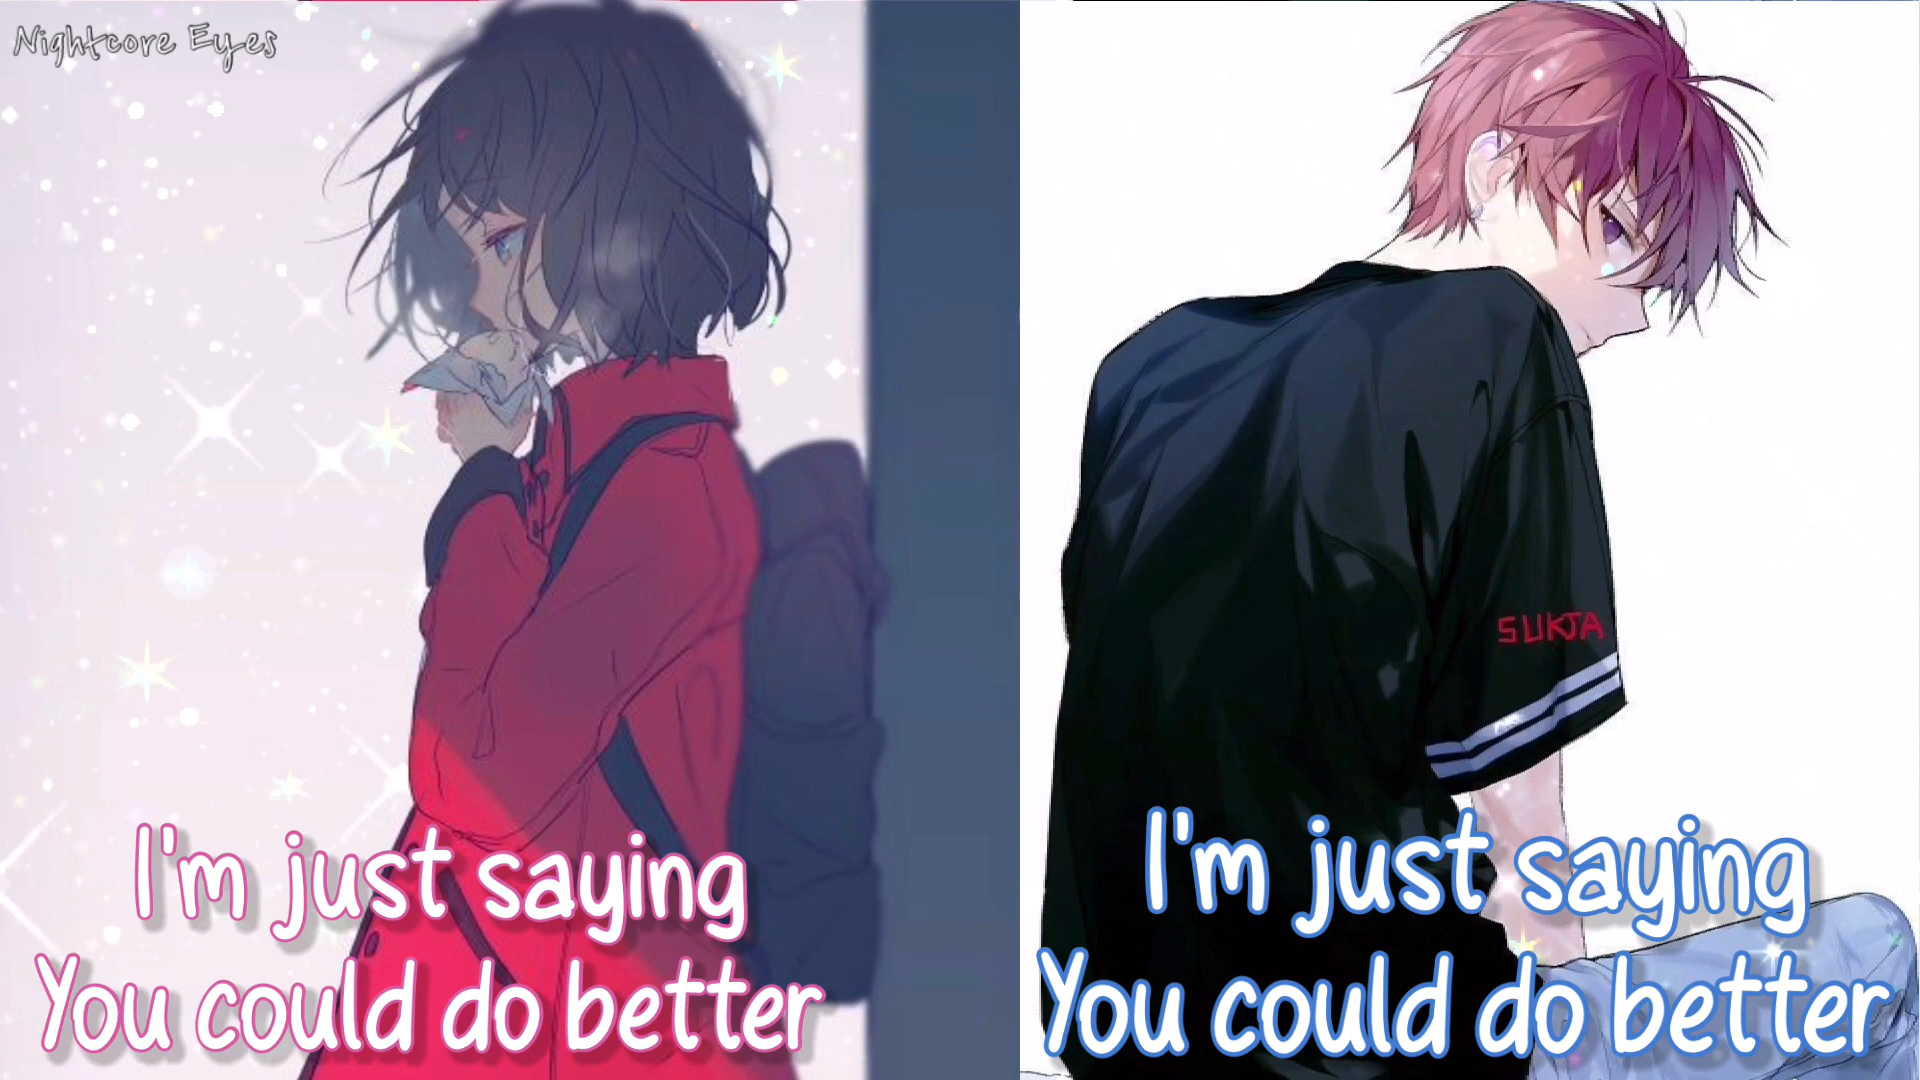 Nightcore Eyes
I'm just saying
You could do better
I'm just saying
You could do better
SUKJA